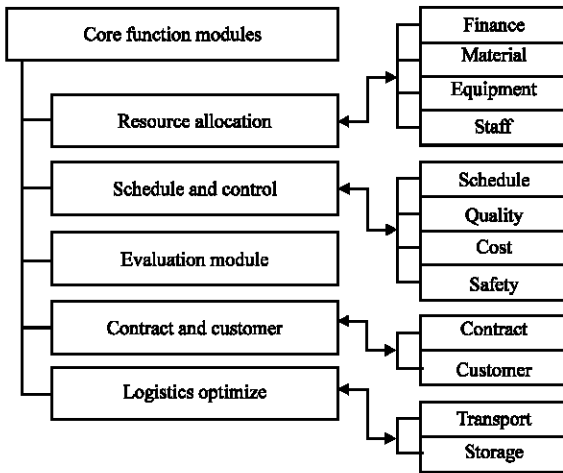 Core function modules
Resource allocation
Schedule and control
Evaluation module
Contract and customer
Logistics optimize
Finance
Material
Equipment
Staff
Schedule
Quality
Cost
Safety
Contract
Customer
Transport
Storage